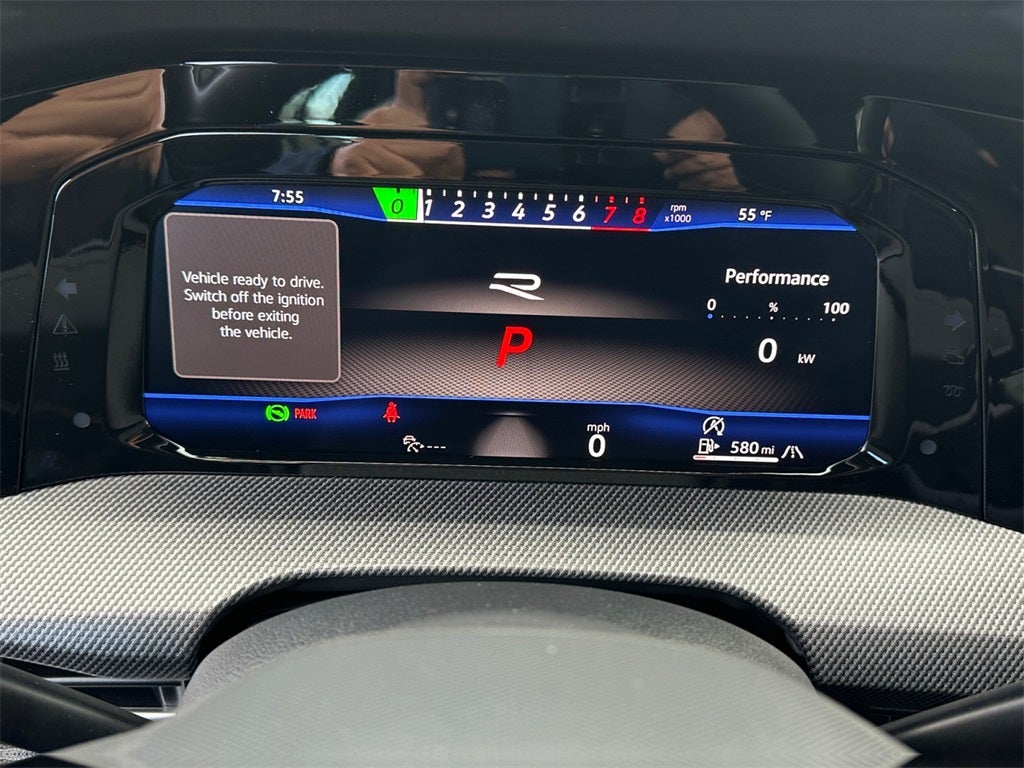 7:55
0 1 2 3 4 5 6 7 8
rpm
x1000
55 °F
Vehicle ready to drive.
Switch off the ignition
before exiting
the vehicle.
R
P
Performance
0 % 100
0 kW
PARK
---
mph
0
580 mi